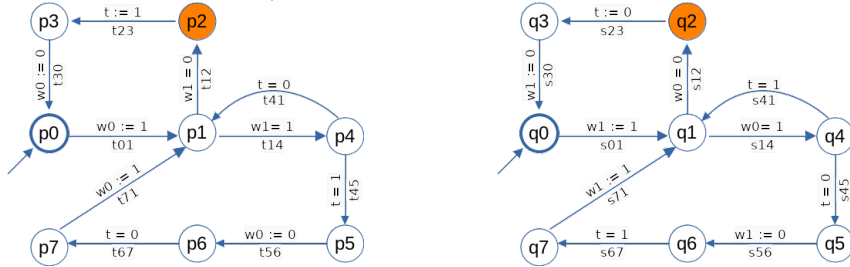 p3
t := 1
t23
p2
w0 := 0
t30
w1 = 0
t12
t = 0
t41
p0
w0 := 1
t01
p1
w1= 1
t14
p4
w0 := 1
t71
t = 1
t45
p7
t = 0
t67
p6
w0 := 0
t56
p5
q3
t := 0
s23
q2
w1 := 0
s30
w0 = 0
s12
t = 1
s41
q0
w1 := 1
s01
q1
w0= 1
s14
q4
w1 := 1
s71
t = 0
s45
q7
t = 1
s67
q6
w1 := 0
s56
q5